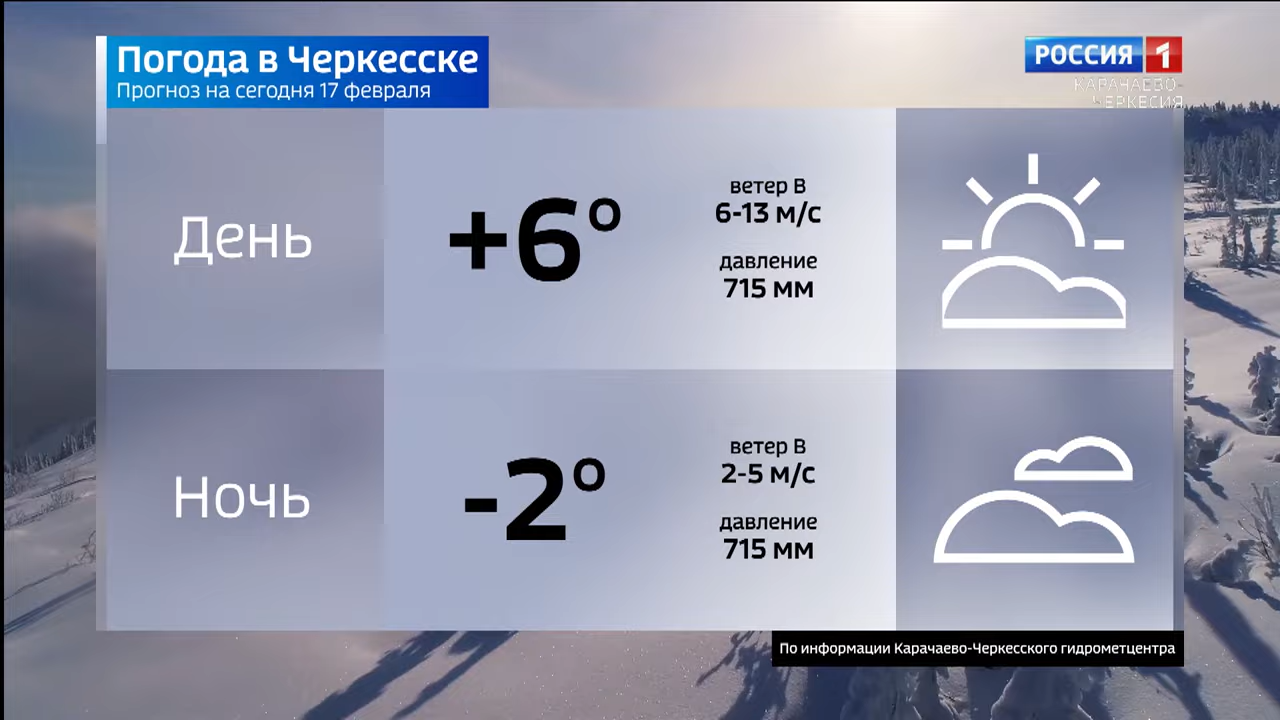 Погода в Черкесске
Прогноз на сегодня 17 февраля
РОССИЯ 1
КАРАЧАЕВО-
ЧЕРКЕСИЯ
День
+6°
ветер В
6-13 м/с
давление
715 мм
Ночь
-2°
ветер В
2-5 м/с
давление
715 мм
По информации Карачаево-Черкесского гидрометцентра